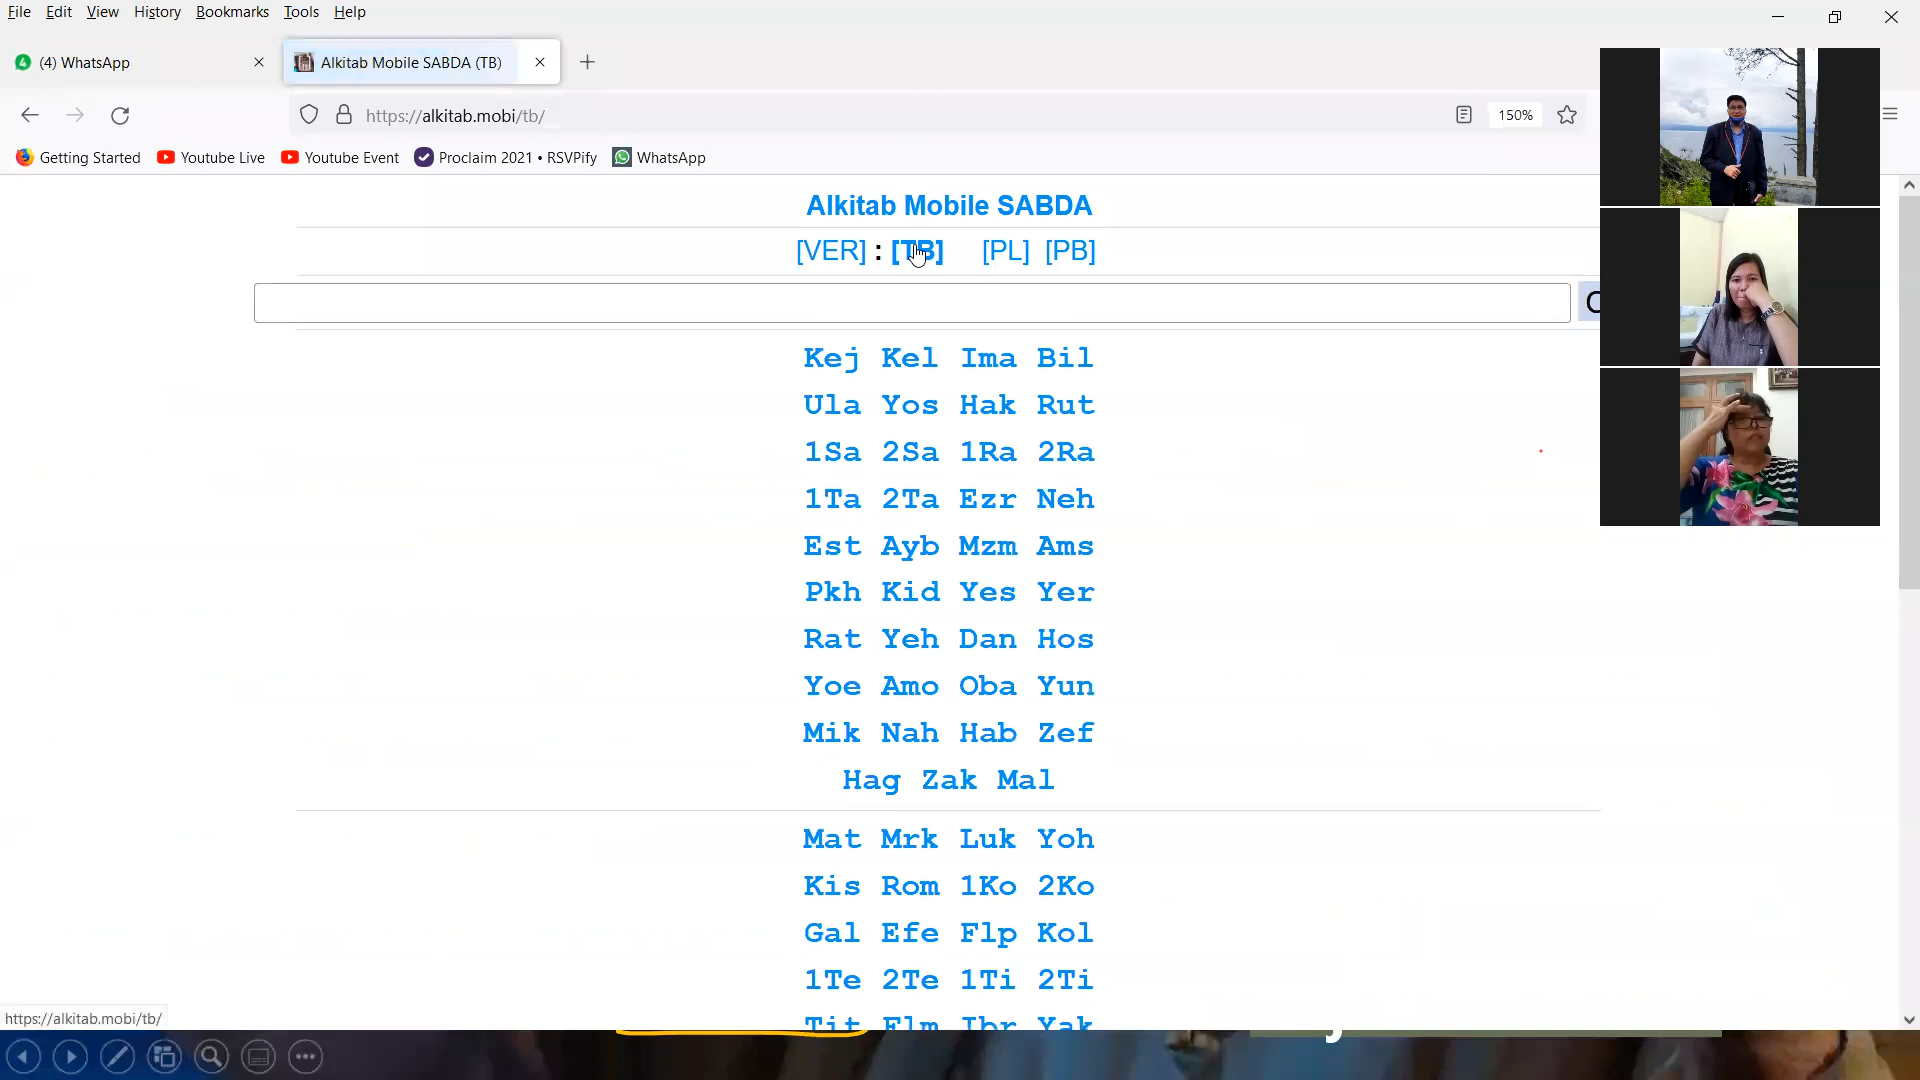 File Edit View History Bookmarks Tools Help
(4) WhatsApp
Alkitab Mobile SABDA (TB)
https://alkitab.mobi/tb/
150%
Getting Started Youtube Live Youtube Event Proclaim 2021 • RSVPify WhatsApp
Alkitab Mobile SABDA
[VER] : [TB] [PL] [PB]
Kej Kel Ima Bil
Ula Yos Hak Rut
1Sa 2Sa 1Ra 2Ra
1Ta 2Ta Ezr Neh
Est Ayb Mzm Ams
Pkh Kid Yes Yer
Rat Yeh Dan Hos
Yoe Amo Oba Yun
Mik Nah Hab Zef
Hag Zak Mal
Mat Mrk Luk Yoh
Kis Rom 1Ko 2Ko
Gal Efe Flp Kol
1Te 2Te 1Ti 2Ti
Tit Flm Ibr Yak
https://alkitab.mobi/tb/